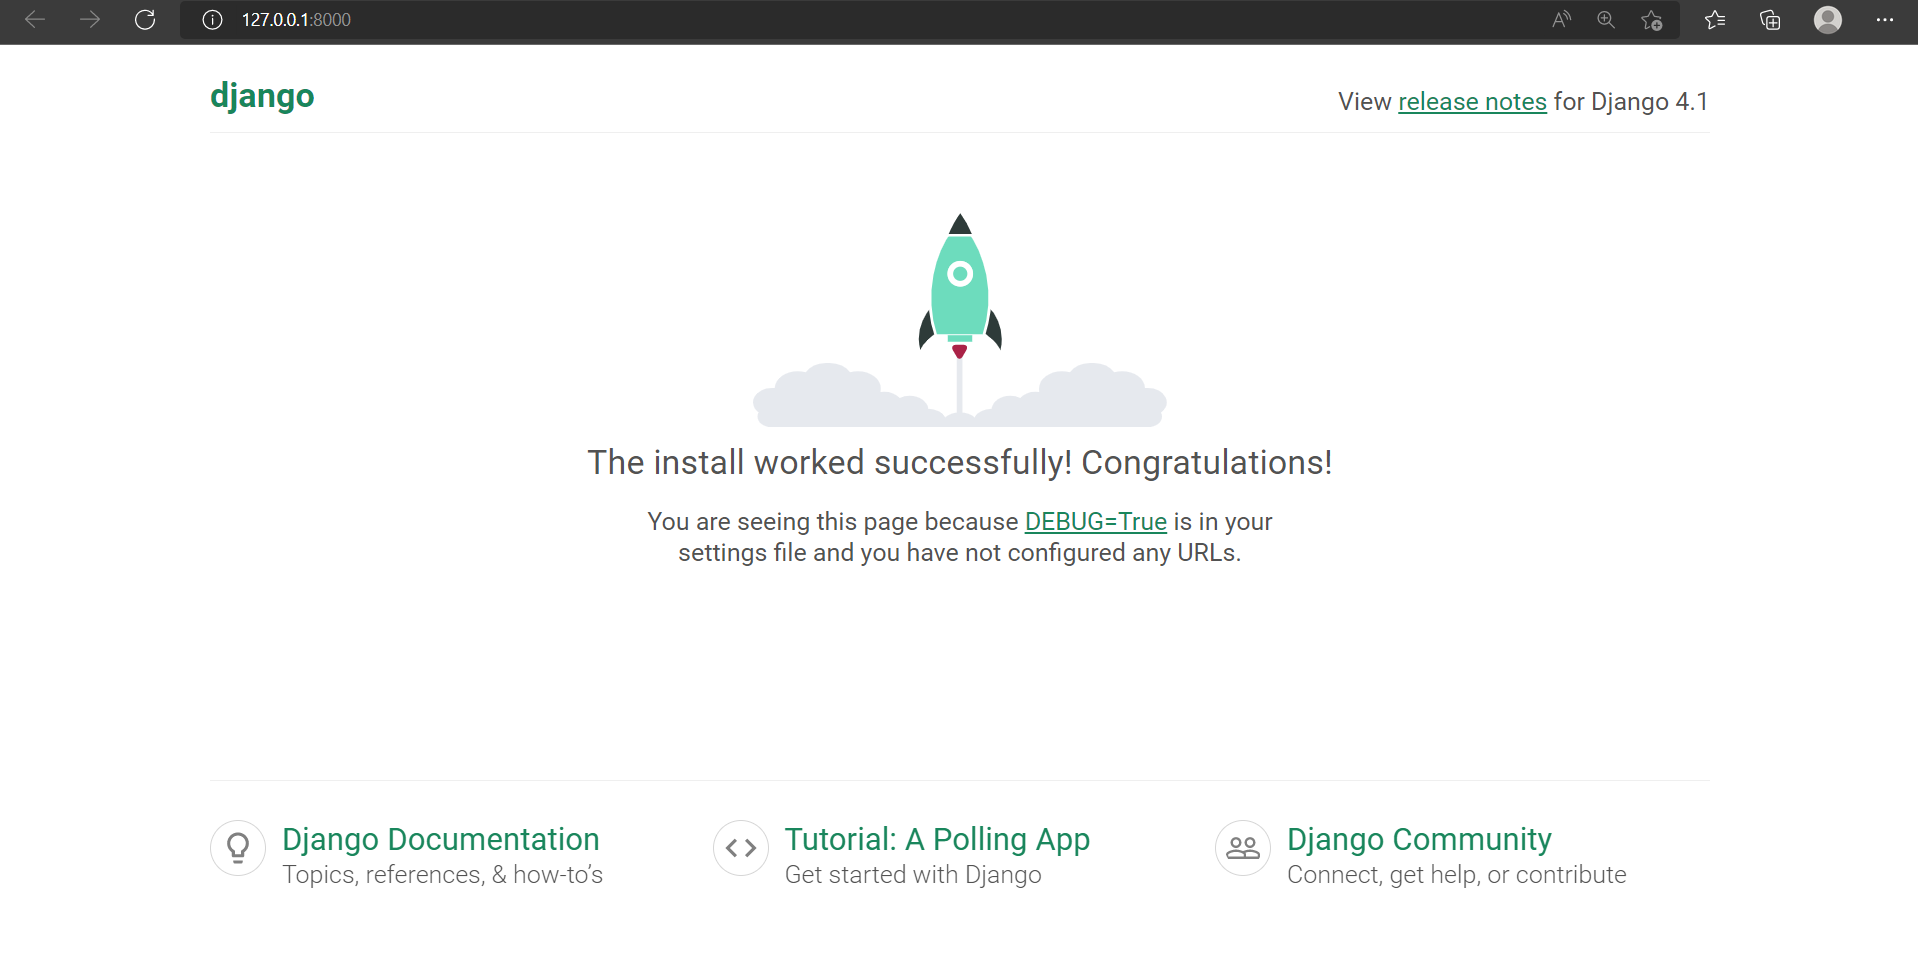 127.0.0.1:8000
django
View release notes for Django 4.1
The install worked successfully! Congratulations!
You are seeing this page because DEBUG=True is in your
settings file and you have not configured any URLs.
Django Documentation
Topics, references, & how-to’s
Tutorial: A Polling App
Get started with Django
Django Community
Connect, get help, or contribute